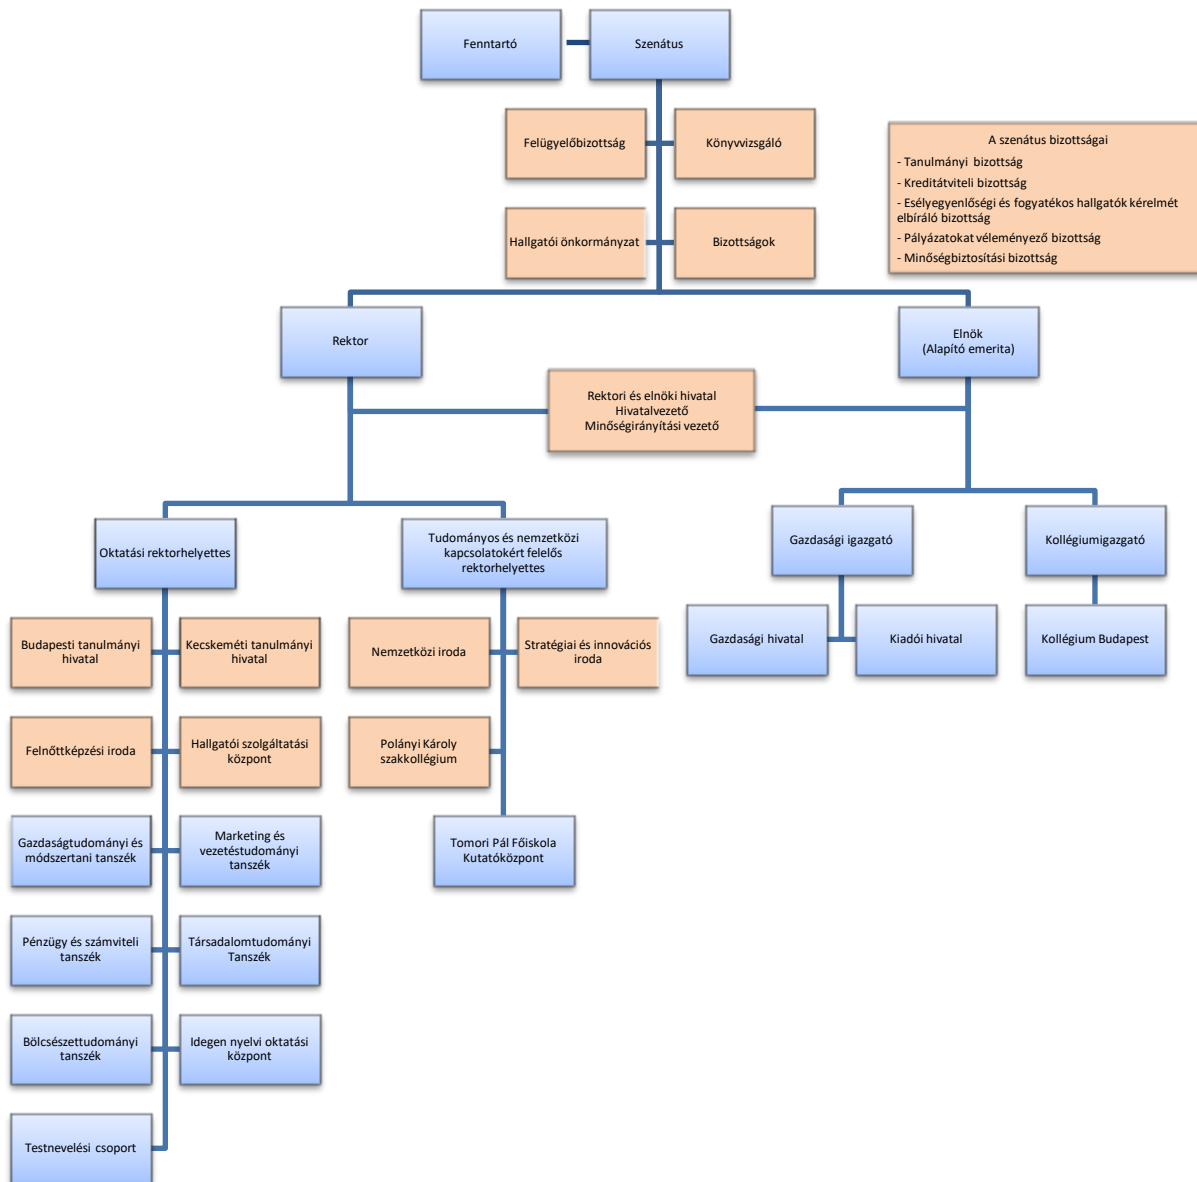 Fenntartó
Szenátus
Felügyelőbizottság
Könyvvizsgáló
A szenátus bizottságai
- Tanulmányi bizottság
- Kreditátviteli bizottság
- Esélyegyenlőségi és fogyatékos hallgatók kérelmét
elbíráló bizottság
- Pályázatokat véleményező bizottság
- Minőségbiztosítási bizottság
Hallgatói önkormányzat
Bizottságok
Rektor
Elnök
(Alapító emerita)
Rektori és elnöki hivatal
Hivatalvezető
Minőségirányítási vezető
Oktatási rektorhelyettes
Tudományos és nemzetközi
kapcsolatokért felelős
rektorhelyettes
Gazdasági igazgató
Kollégiumigazgató
Budapesti tanulmányi
hivatal
Kecskeméti tanulmányi
hivatal
Nemzetközi iroda
Stratégiai és innovációs
iroda
Gazdasági hivatal
Kiadói hivatal
Kollégium Budapest
Felnőttképzési iroda
Hallgatói szolgáltatási
központ
Polányi Károly
szakkollégium
Gazdaságtudományi és
módszertani tanszék
Marketing és
vezetéstudományi
tanszék
Tomori Pál Főiskola
Kutatóközpont
Pénzügy és számviteli
tanszék
Társadalomtudományi
Tanszék
Bölcsészettudományi
tanszék
Idegen nyelvi oktatási
központ
Testnevelési csoport